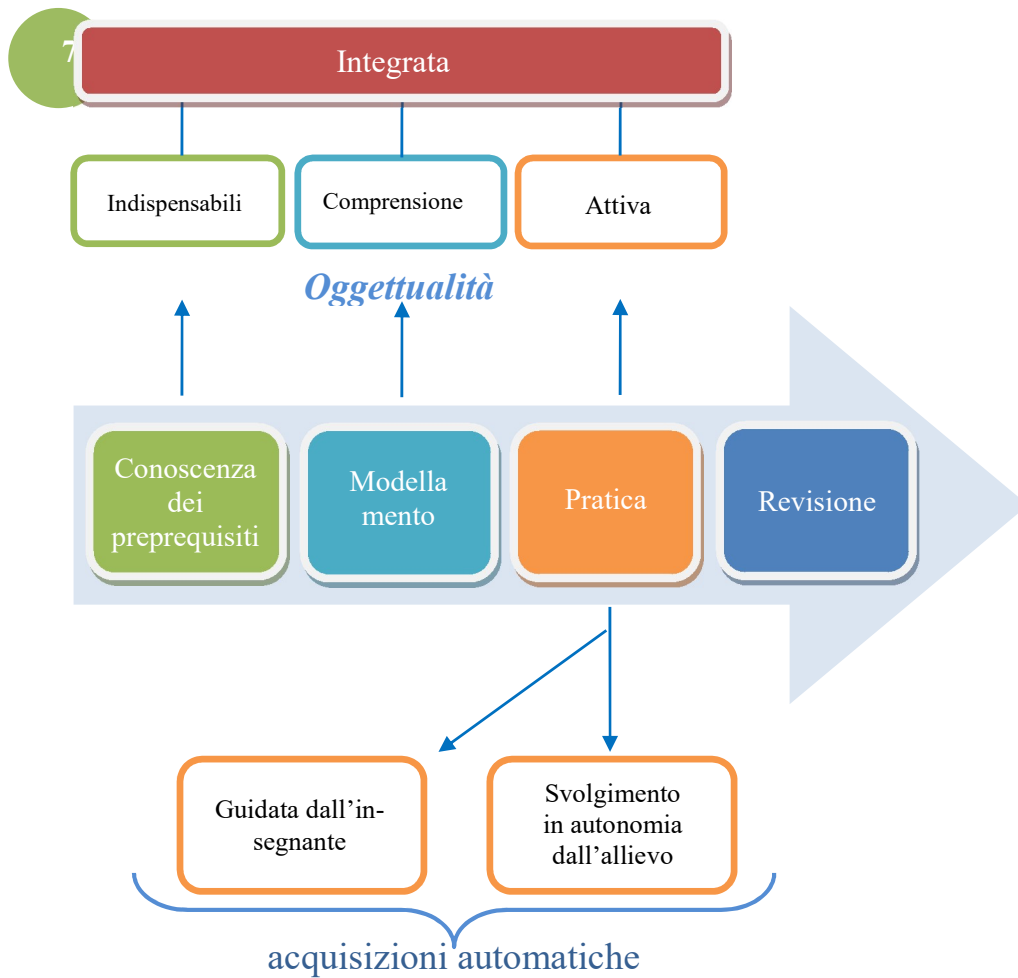 7
Integrata
Indispensabili
Comprensione
Attiva
Oggettualità
Conoscenza
dei
preprequisiti
Modella
mento
Pratica
Revisione
Guidata dall'in-
segnante
Svolgimento
in autonomia
dall'allievo
acquisizioni automatiche